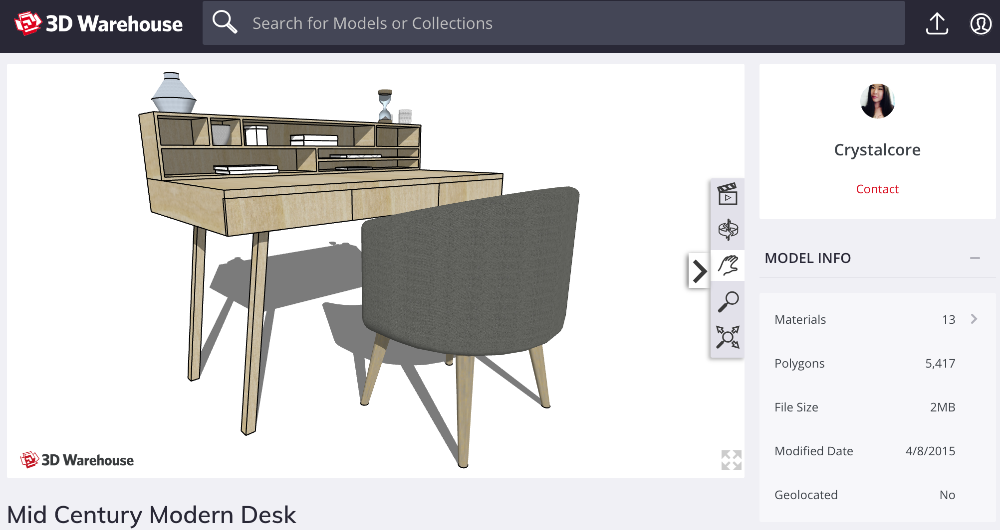 3D Warehouse
Search for Models or Collections
3D Warehouse
Mid Century Modern Desk
Crystalcore
Contact
MODEL INFO
Materials 13
Polygons 5,417
File Size 2MB
Modified Date 4/8/2015
Geolocated No